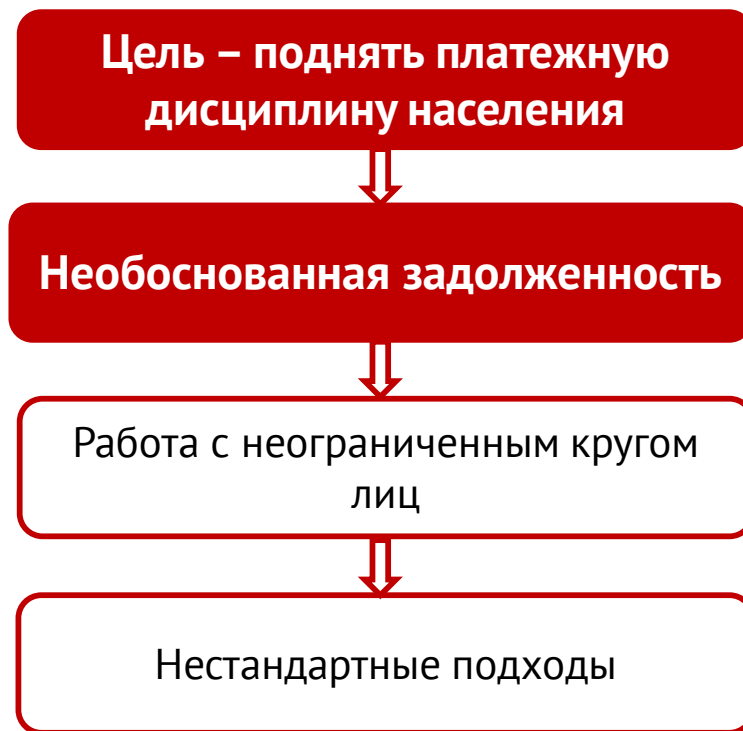 Цель – поднять платежную
дисциплину населения
Необоснованная задолженность
Работа с неограниченным кругом
лиц
Нестандартные подходы